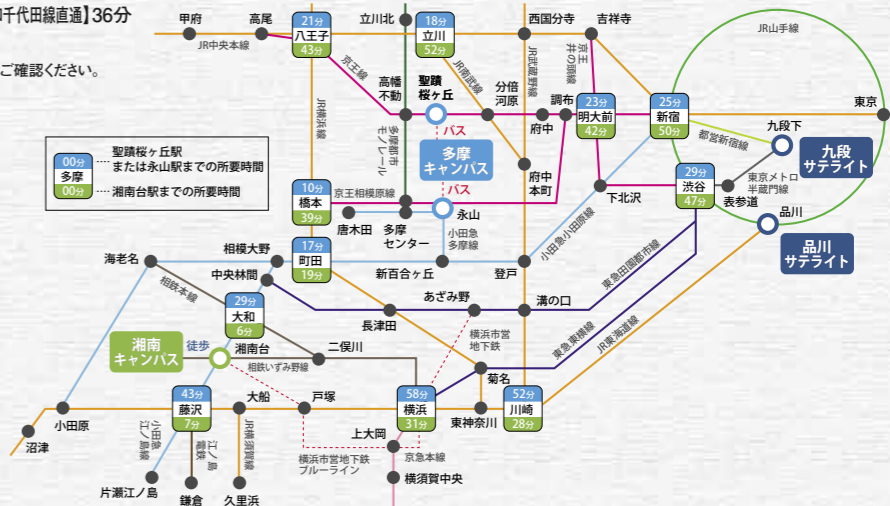 千代田線直通】36分
ご確認ください。
00分
多摩
00分
聖蹟桜ヶ丘駅
または永山駅までの所要時間
湘南台駅までの所要時間
甲府
高尾
21分
八王子
43分
立川北
18分
立川
52分
西国分寺
吉祥寺
JR山手線
JR中央本線
京王線
JR南武線
JR武蔵野線
京王
井の頭線
高幡
不動
聖蹟
桜ヶ丘
分倍
河原
府中
調布
23分
明大前
42分
25分
新宿
50分
東京
都営新宿線
九段下
九段
サテライト
JR横浜線
多摩都市
モノレール
バス
多摩
キャンパス
バス
府中
本町
下北沢
29分
渋谷
47分
表参道
東京メトロ
半蔵門線
10分
橋本
39分
京王相模原線
唐木田
多摩
センター
永山
小田急
多摩線
小田急小田原線
品川
品川
サテライト
17分
町田
19分
相模大野
中央林間
海老名
新百合ヶ丘
登戸
東急田園都市線
相鉄本線
29分
大和
6分
あざみ野
溝の口
長津田
横浜市営
地下鉄
東急東横線
JR東海道線
湘南
キャンパス
徒歩
湘南台
二俣川
相鉄いずみ野線
菊名
43分
藤沢
7分
大船
戸塚
58分
横浜
31分
東神奈川
52分
川崎
28分
小田原
沼津
小田急
江ノ島線
江ノ島
電鉄
JR横須賀線
上大岡
横浜市営地下鉄
ブルーライン
京急本線
横須賀中央
片瀬江ノ島
鎌倉
久里浜